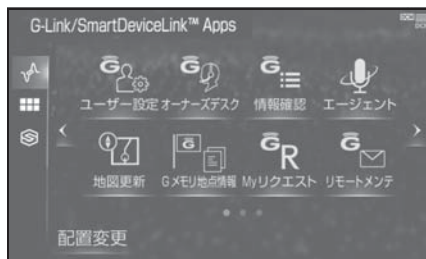 G-Link/SmartDeviceLink™ Apps
ユーザー設定 オーナーズデスク 情報確認 エージェント
地図更新 Gメモリ地点情報 Myリクエスト リモートメンテ
配置変更